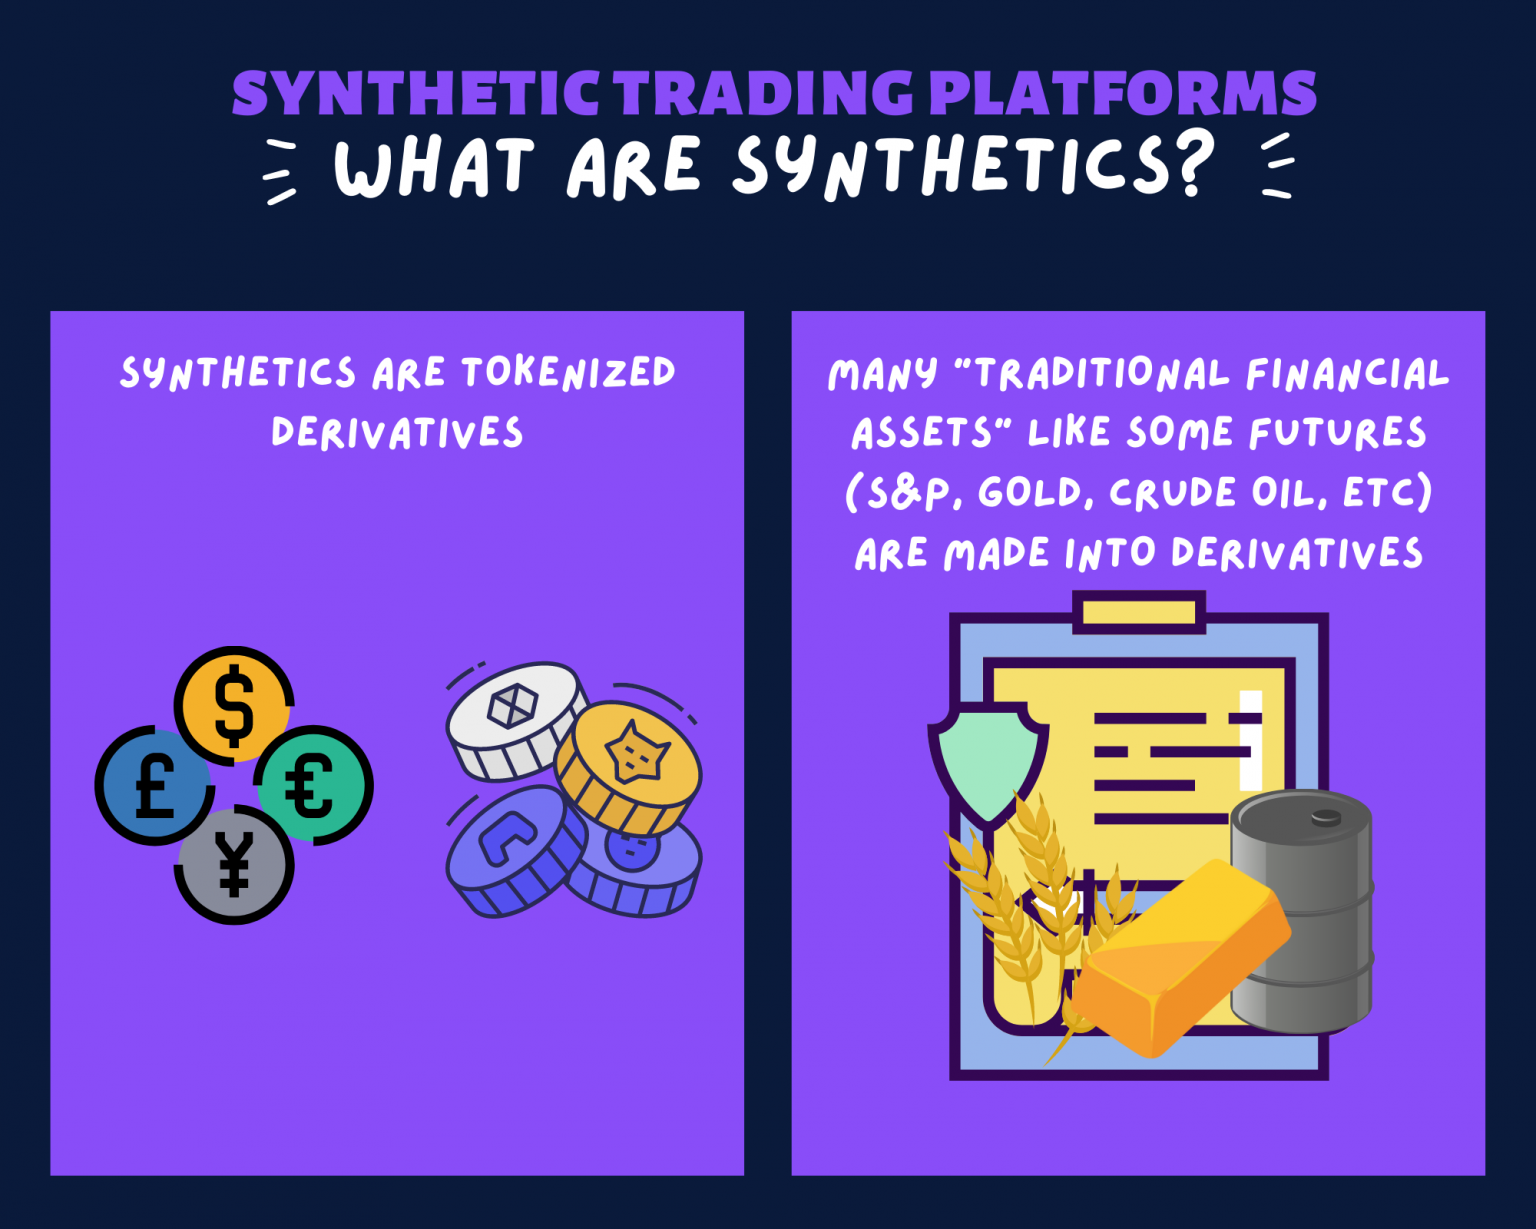 SYNTHETIC TRADING PLATFORMS
WHAT ARE SYNTHETICS?
SYNTHETICS ARE TOKENIZED
DERIVATIVES
$
£
€
¥
MANY "TRADITIONAL FINANCIAL
ASSETS" LIKE SOME FUTURES
(S&P, GOLD, CRUDE OIL, ETC)
ARE MADE INTO DERIVATIVES